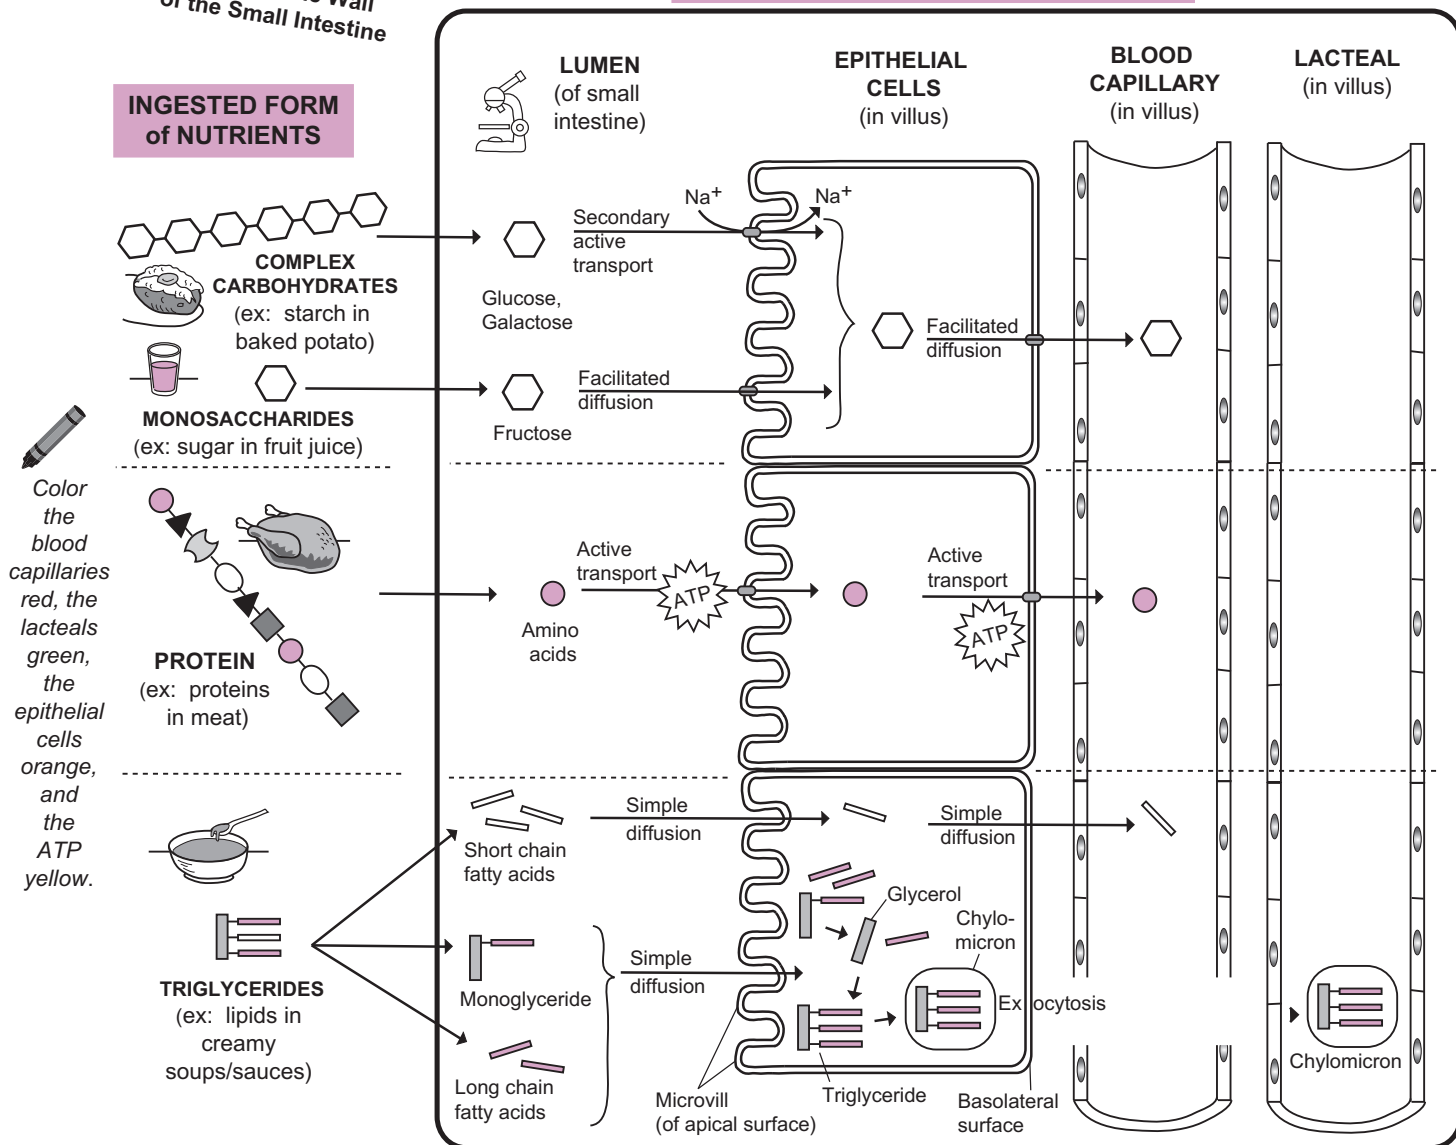 Wall
of the Small Intestine
INGESTED FORM
of NUTRIENTS
LUMEN
(of small
intestine)
EPITHELIAL
CELLS
(in villus)
BLOOD
CAPILLARY
(in villus)
LACTEAL
(in villus)
COMPLEX
CARBOHYDRATES
(ex: starch in
baked potato)
Glucose,
Galactose
Secondary
active
transport
Na+
Na+
Facilitated
diffusion
MONOSACCHARIDES
(ex: sugar in fruit juice)
Fructose
Facilitated
diffusion
Color
the
blood
capillaries
red, the
lacteals
green,
the
epithelial
cells
orange,
and
the
ATP
yellow.
PROTEIN
(ex: proteins
in meat)
Amino
acids
Active
transport
ATP
Active
transport
ATP
TRIGLYCERIDES
(ex: lipids in
creamy
soups/sauces)
Short chain
fatty acids
Simple
diffusion
Simple
diffusion
Monoglyceride
Long chain
fatty acids
Simple
diffusion
Glycerol
Chylo-
micron
Ex ocytosis
Triglyceride
Microvill
(of apical surface)
Basolateral
surface
Chylomicron